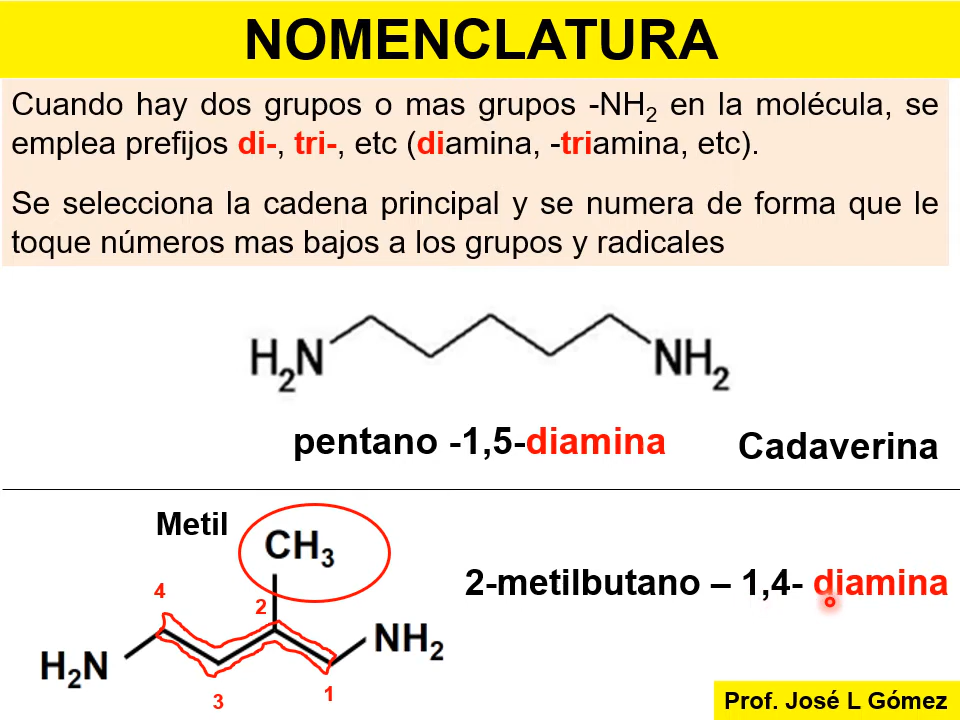 NOMENCLATURA
Cuando hay dos grupos o mas grupos -NH₂ en la molécula, se
emplea prefijos di-, tri-, etc (diamina, -triamina, etc).
Se selecciona la cadena principal y se numera de forma que le
toque números mas bajos a los grupos y radicales
H₂N NH₂
pentano -1,5-diamina
Cadaverina
Metil
CH₃
4
2
2-metilbutano – 1,4- diamina
H₂N
NH₂
3
1
Prof. José L Gómez